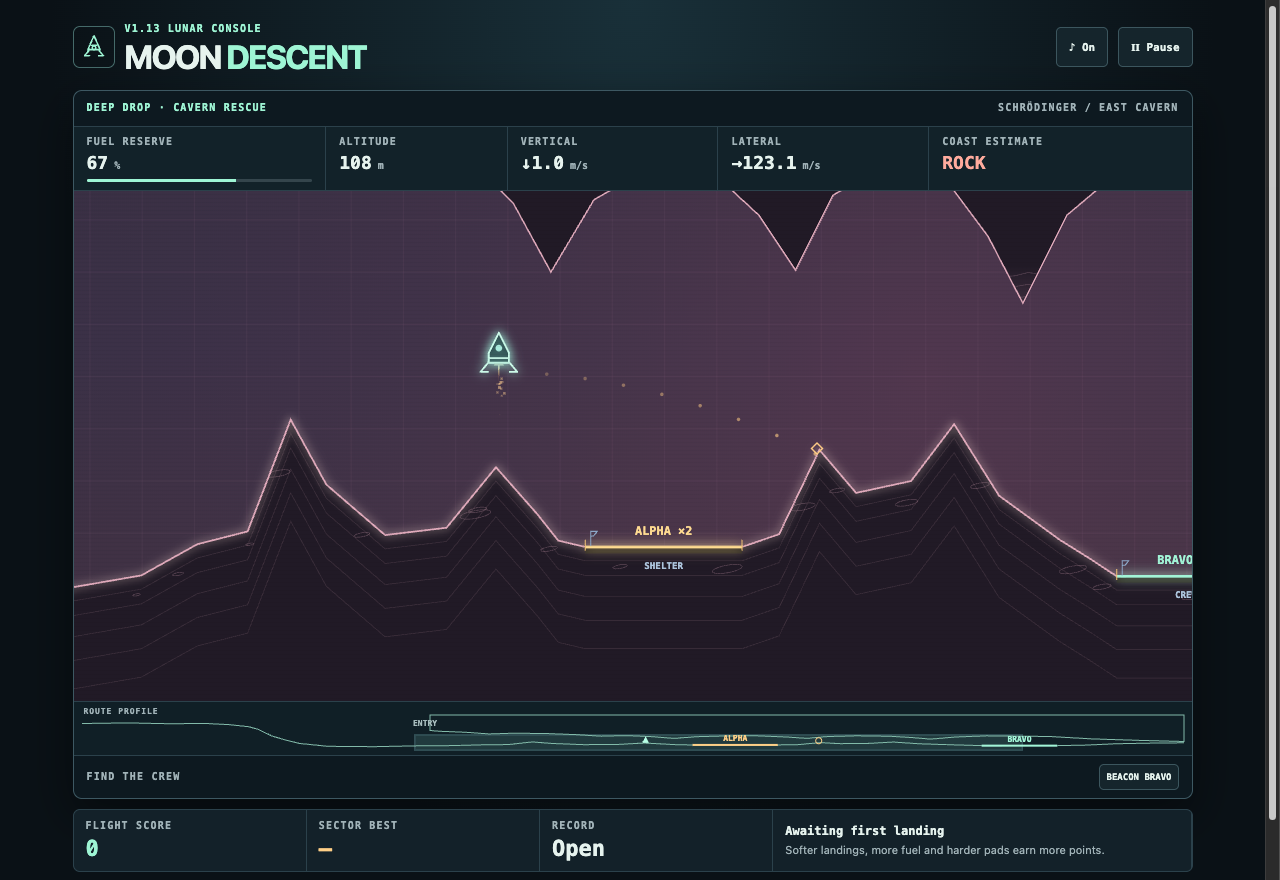 V1.13 LUNAR CONSOLE
MOON DESCENT
♪ On
II Pause
DEEP DROP · CAVERN RESCUE
SCHRÖDINGER / EAST CAVERN
FUEL RESERVE
67 %
ALTITUDE
108 m
VERTICAL
↓1.0 m/s
LATERAL
→123.1 m/s
COAST ESTIMATE
ROCK
ALPHA ×2
SHELTER
BRAVO
CRE
ROUTE PROFILE
ENTRY
ALPHA
BRAVO
FIND THE CREW
BEACON BRAVO
FLIGHT SCORE
0
SECTOR BEST
—
RECORD
Open
Awaiting first landing
Softer landings, more fuel and harder pads earn more points.